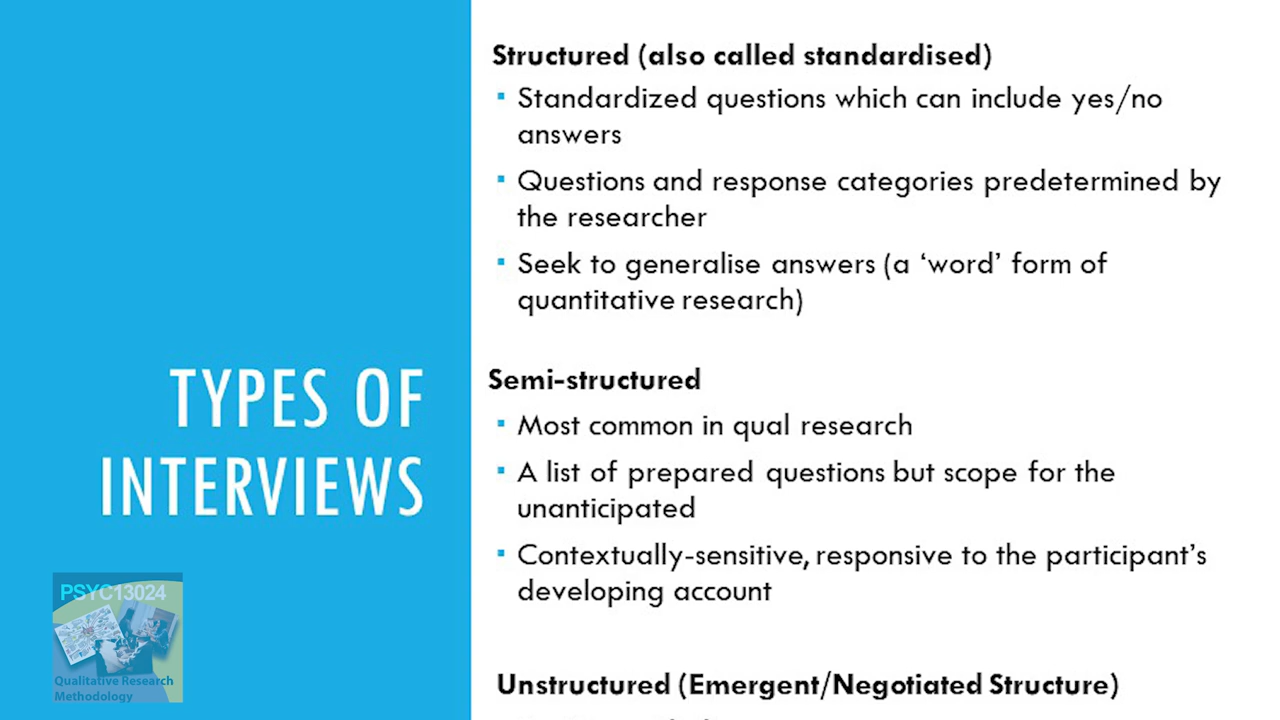 Structured (also called standardised)
Standardized questions which can include yes/no
answers
Questions and response categories predetermined by
the researcher
Seek to generalise answers (a ‘word’ form of
quantitative research)
TYPES OF
INTERVIEWS
Semi-structured
Most common in qual research
A list of prepared questions but scope for the
unanticipated
Contextually-sensitive, responsive to the participant’s
developing account
Unstructured (Emergent/Negotiated Structure)
PSYC13024
Qualitative Research
Methodology